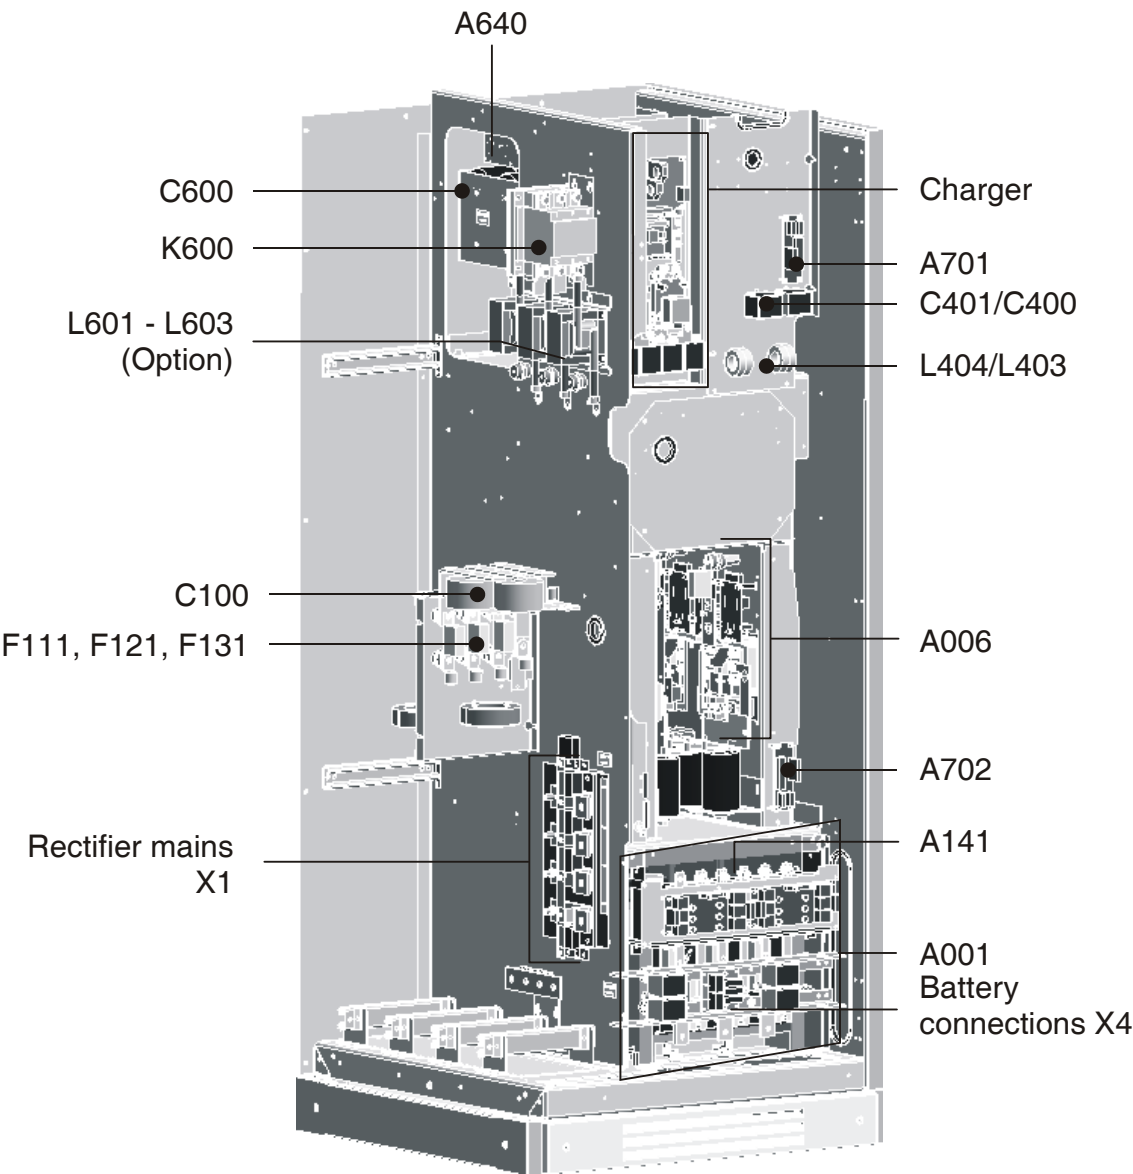 A640
C600
K600
L601 - L603
(Option)
C100
F111, F121, F131
Rectifier mains
X1
Charger
A701
C401/C400
L404/L403
A006
A702
A141
A001
Battery
connections X4